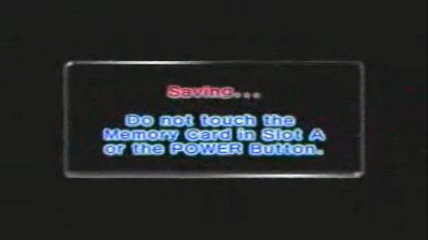 Saving...
Do not touch the
Memory Card in Slot A
or the POWER Button.